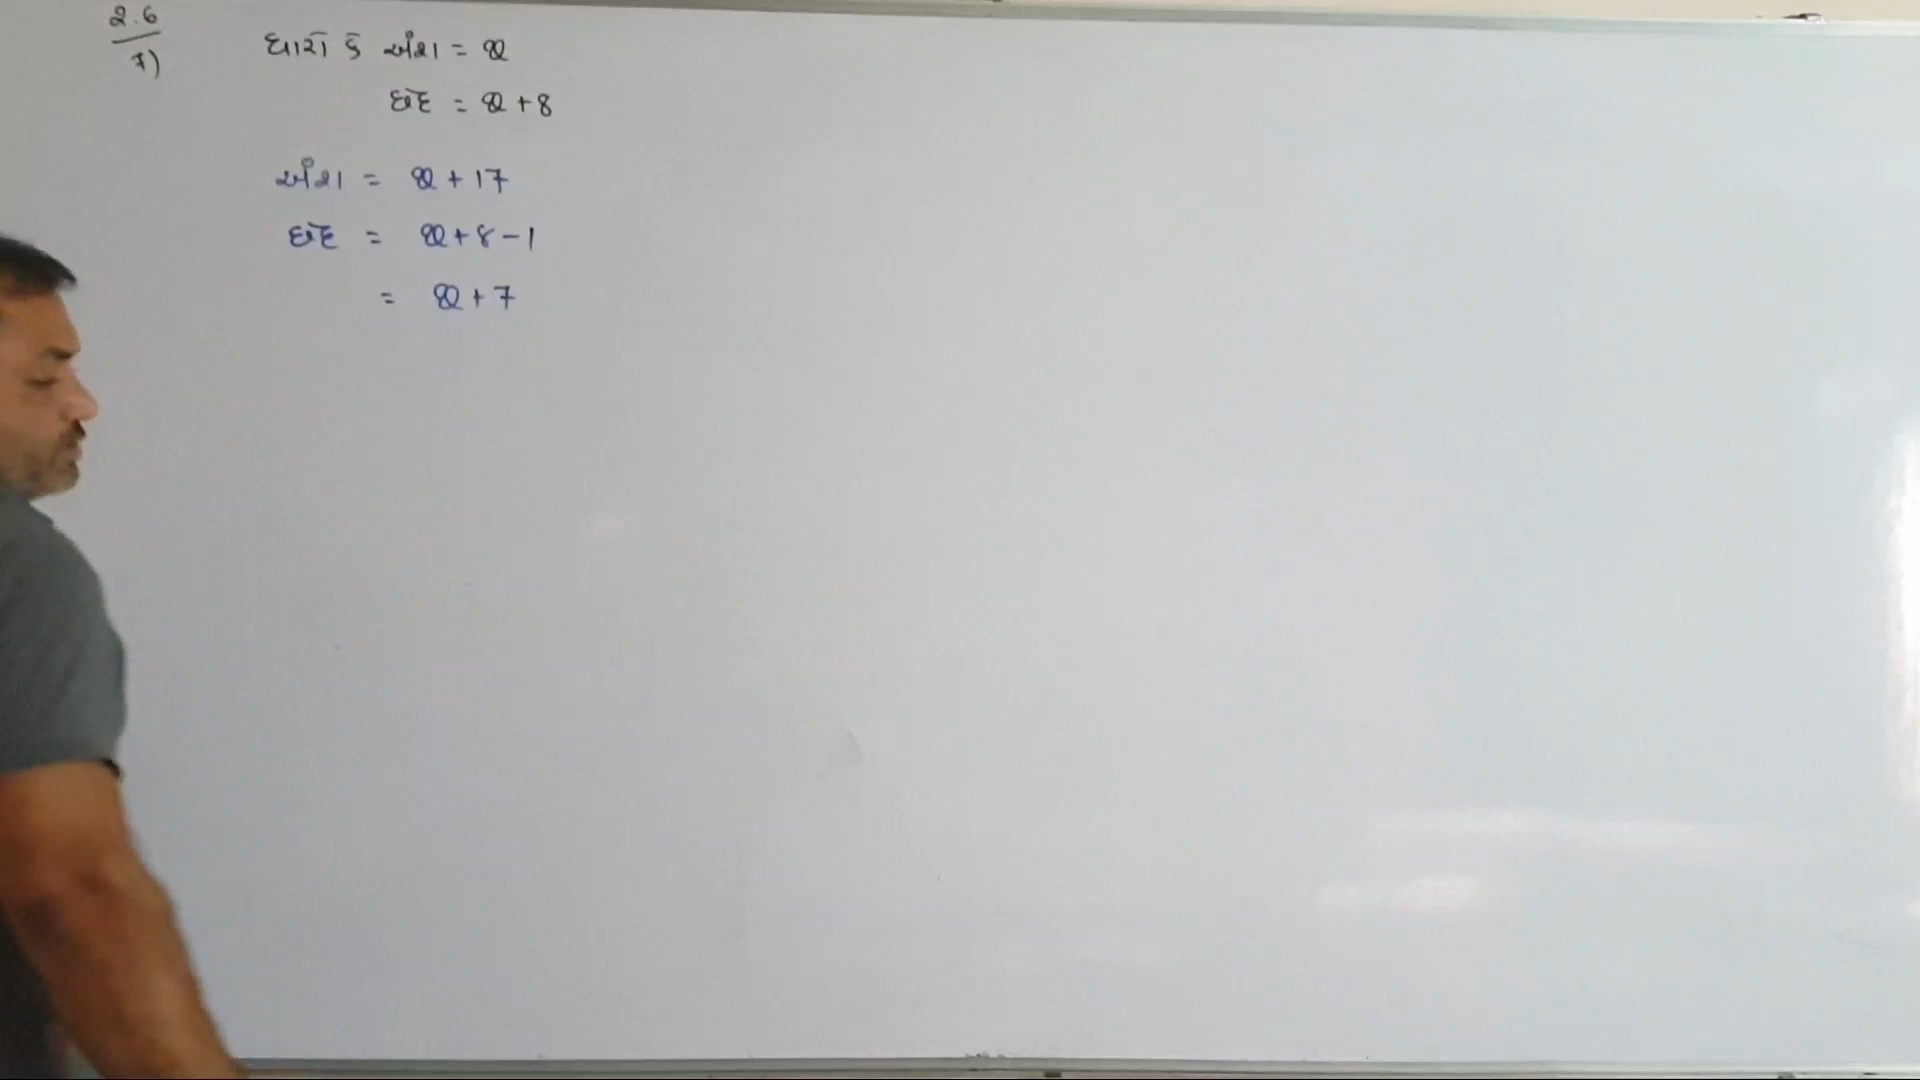 2.6
7)
ધારો કે અંશ = x
છેદ = x + 8
અંશ = x + 17
છેદ = x + 8 - 1
= x + 7